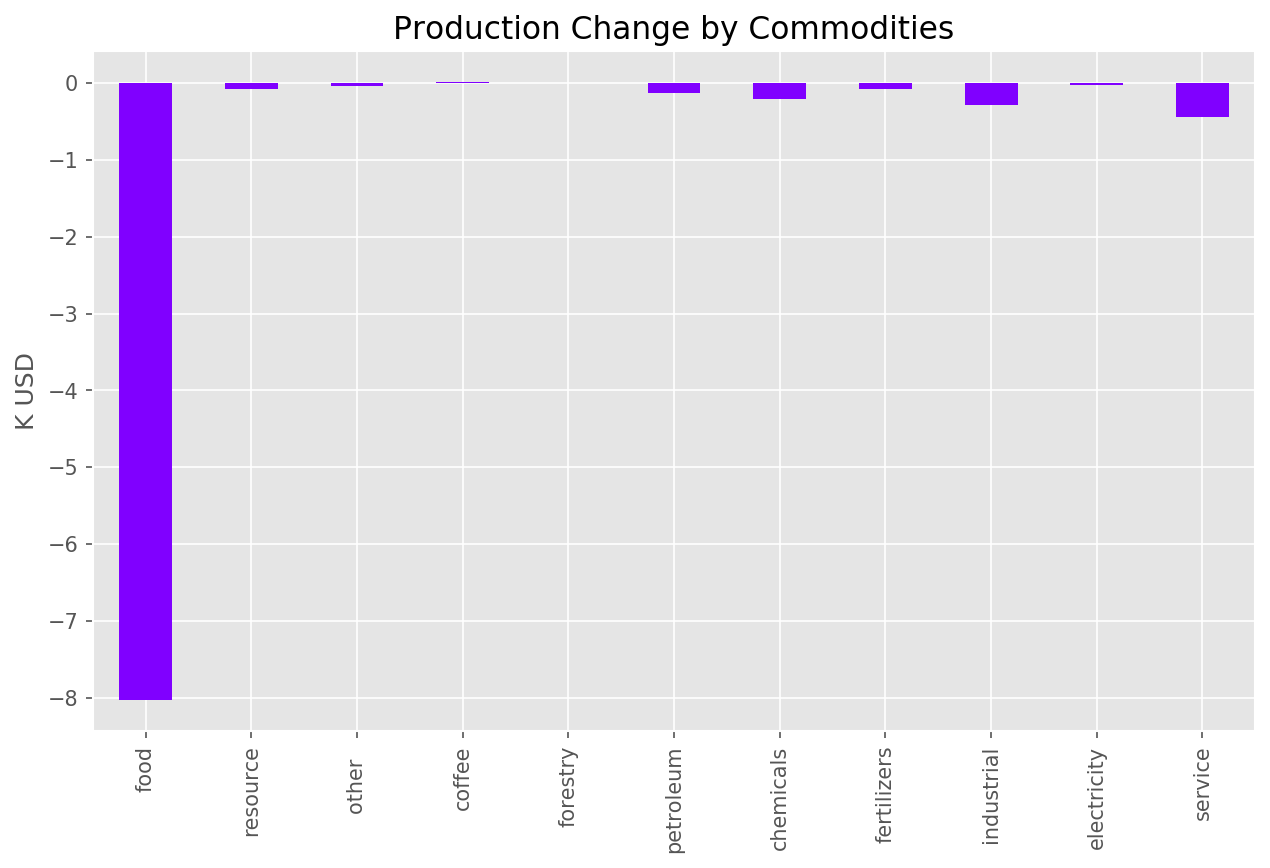 Production Change by Commodities
K USD
0
−1
−2
−3
−4
−5
−6
−7
−8
food
resource
other
coffee
forestry
petroleum
chemicals
fertilizers
industrial
electricity
service